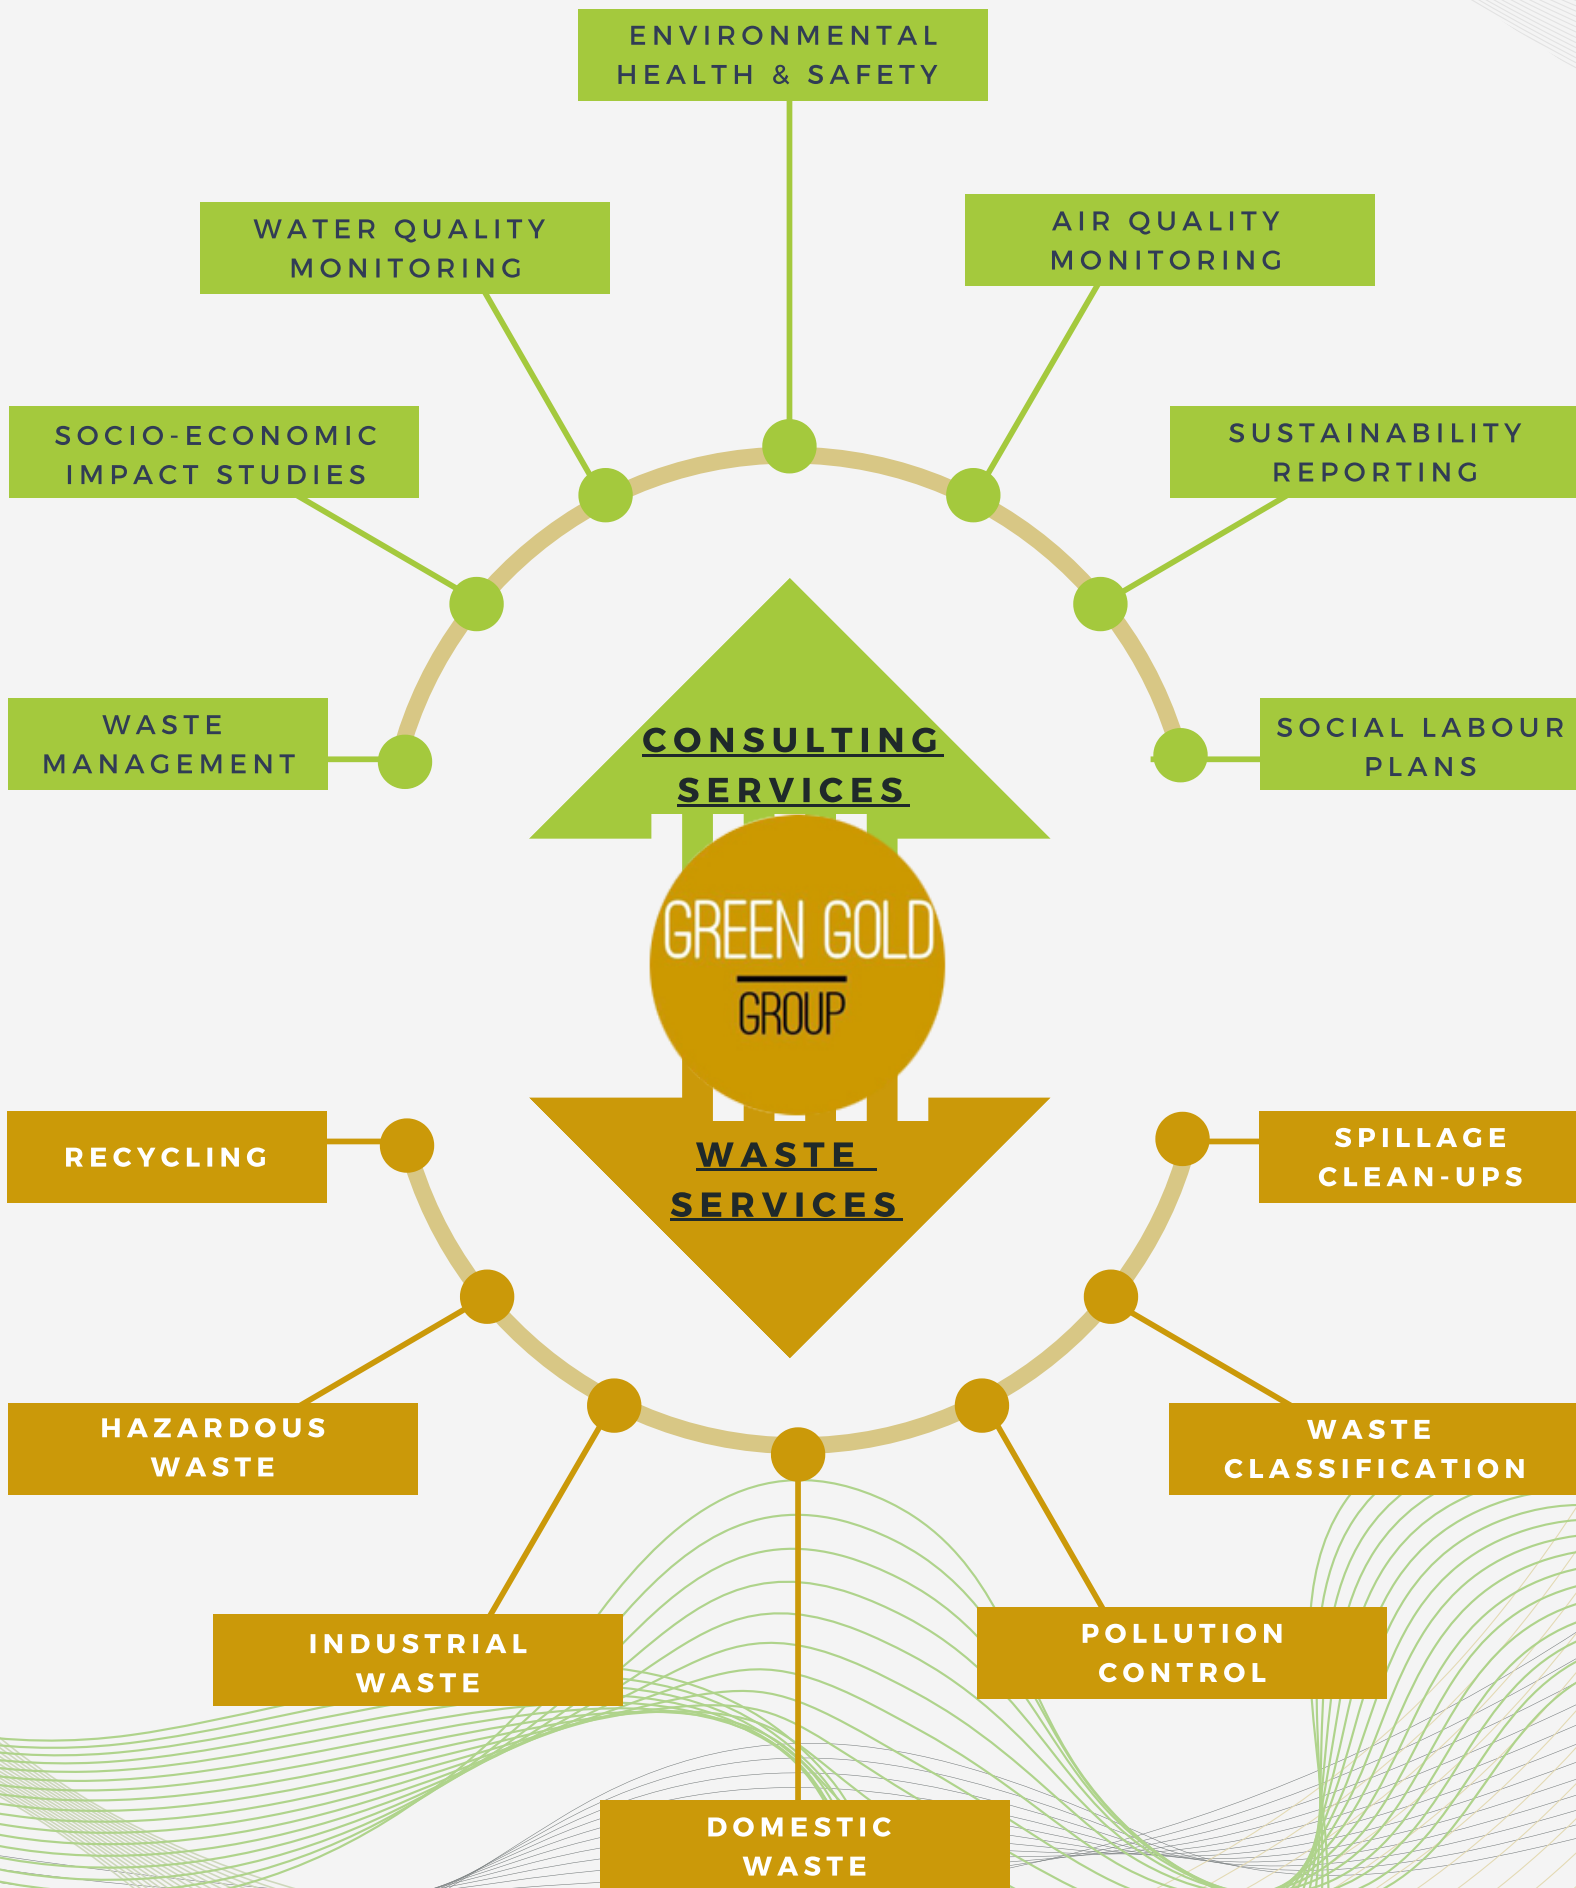 ENVIRONMENTAL
HEALTH & SAFETY
WATER QUALITY
MONITORING
AIR QUALITY
MONITORING
SOCIO-ECONOMIC
IMPACT STUDIES
SUSTAINABILITY
REPORTING
WASTE
MANAGEMENT
SOCIAL LABOUR
PLANS
CONSULTING
SERVICES
GREEN GOLD
GROUP
WASTE
SERVICES
RECYCLING
SPILLAGE
CLEAN-UPS
HAZARDOUS
WASTE
WASTE
CLASSIFICATION
INDUSTRIAL
WASTE
POLLUTION
CONTROL
DOMESTIC
WASTE